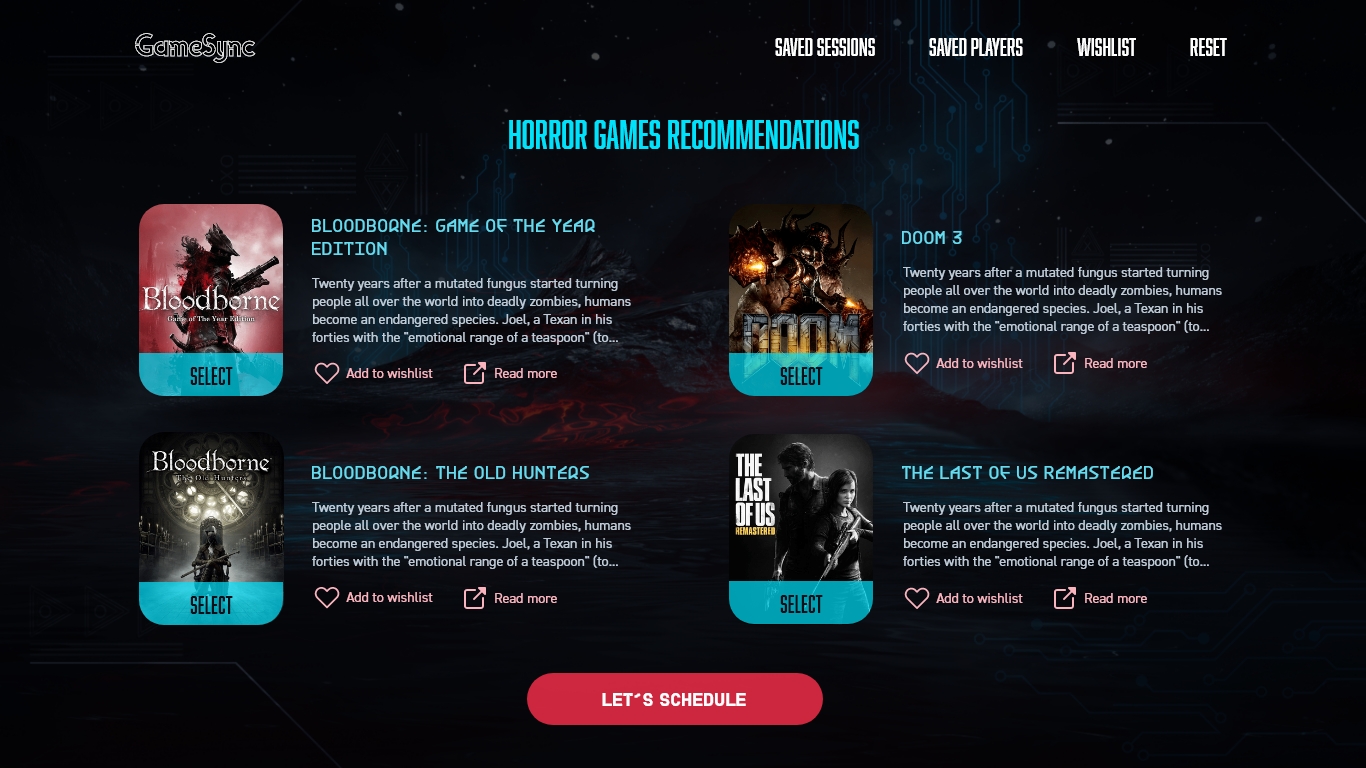 GameSync
SAVED SESSIONS
SAVED PLAYERS
WISHLIST
RESET
HORROR GAMES RECOMMENDATIONS
Bloodborne
Game of The Year Edition
SELECT
BLOODBORNE: GAME OF THE YEAR
EDITION
Twenty years after a mutated fungus started turning
people all over the world into deadly zombies, humans
become an endangered species. Joel, a Texan in his
forties with the "emotional range of a teaspoon" (to...
Add to wishlist
Read more
DOOM
SELECT
DOOM 3
Twenty years after a mutated fungus started turning
people all over the world into deadly zombies, humans
become an endangered species. Joel, a Texan in his
forties with the "emotional range of a teaspoon" (to...
Add to wishlist
Read more
Bloodborne
The Old Hunters
SELECT
BLOODBORNE: THE OLD HUNTERS
Twenty years after a mutated fungus started turning
people all over the world into deadly zombies, humans
become an endangered species. Joel, a Texan in his
forties with the "emotional range of a teaspoon" (to...
Add to wishlist
Read more
THE
LAST
OF US
REMASTERED
SELECT
THE LAST OF US REMASTERED
Twenty years after a mutated fungus started turning
people all over the world into deadly zombies, humans
become an endangered species. Joel, a Texan in his
forties with the "emotional range of a teaspoon" (to...
Add to wishlist
Read more
LET´S SCHEDULE